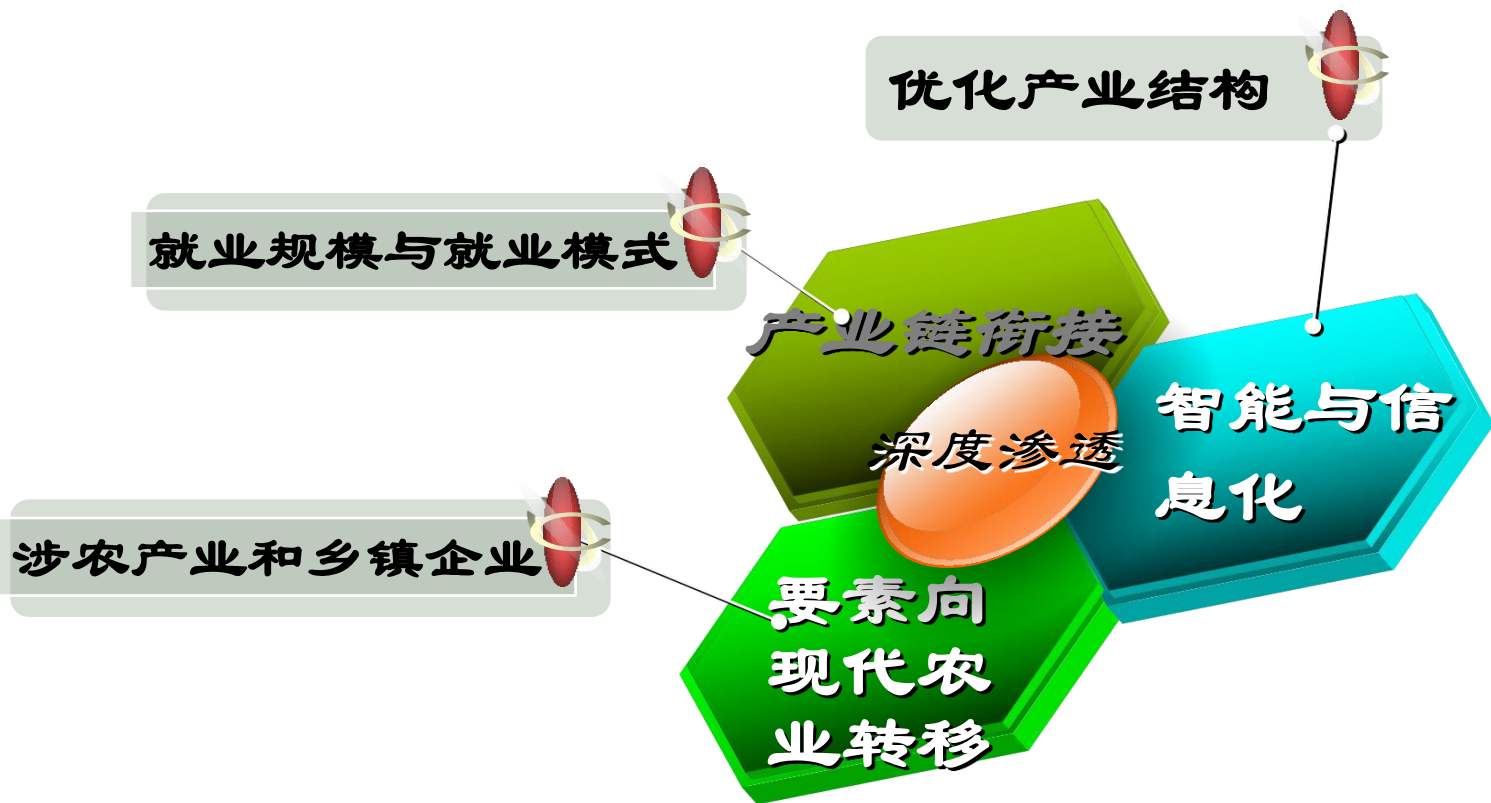 优化产业结构
就业规模与就业模式
产业链衔接
智能与信
息化
深度渗透
涉农产业和乡镇企业
要素向
现代农
业转移